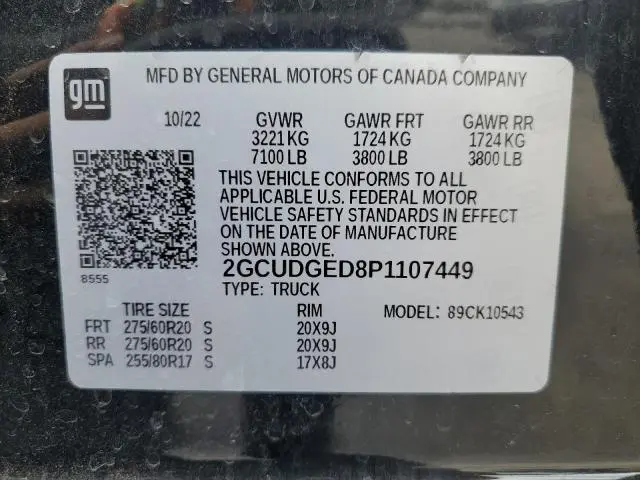 gm
MFD BY GENERAL MOTORS OF CANADA COMPANY
10/22 GVWR GAWR FRT GAWR RR
3221 KG 1724 KG 1724 KG
7100 LB 3800 LB 3800 LB
THIS VEHICLE CONFORMS TO ALL
APPLICABLE U.S. FEDERAL MOTOR
VEHICLE SAFETY STANDARDS IN EFFECT
ON THE DATE OF MANUFACTURE
SHOWN ABOVE.
8555
2GCUDGED8P1107449
TYPE: TRUCK
TIRE SIZE RIM MODEL: 89CK10543
FRT 275/60R20 S 20X9J
RR 275/60R20 S 20X9J
SPA 255/80R17 S 17X8J